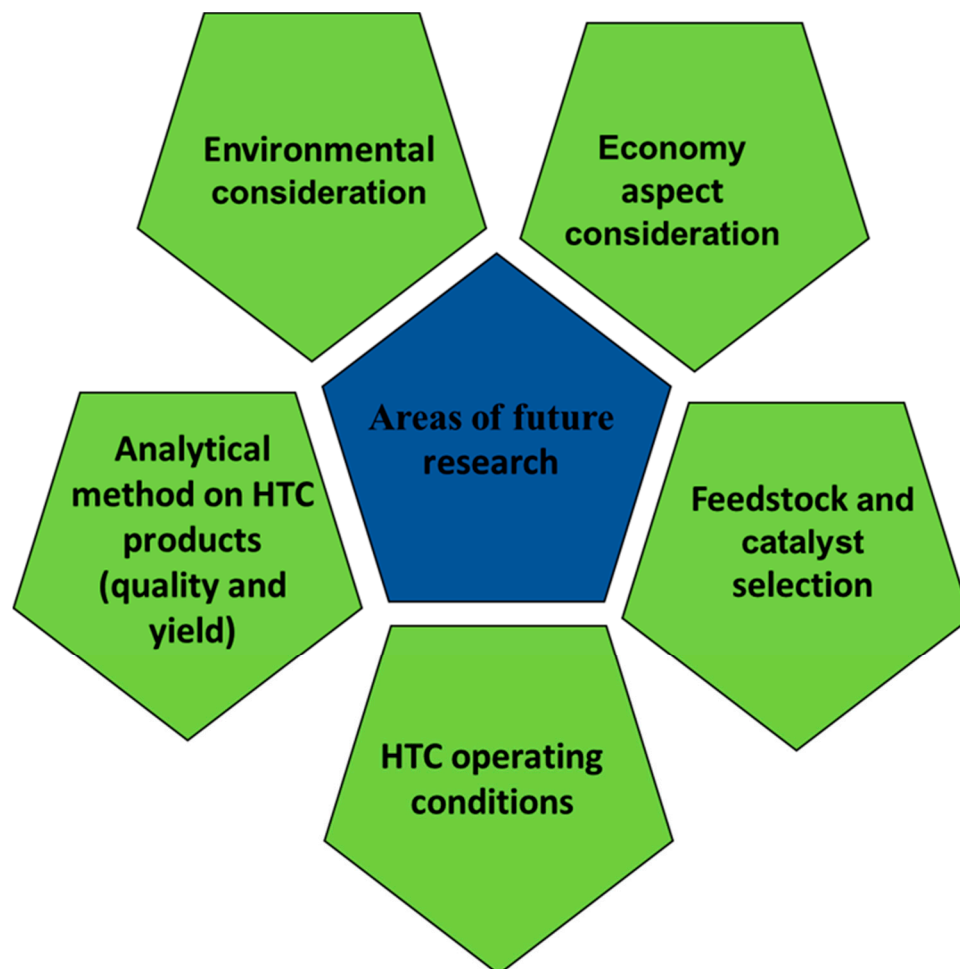 Environmental
consideration
Economy
aspect
consideration
Areas of future
research
Analytical
method on HTC
products
(quality and
yield)
Feedstock and
catalyst
selection
HTC operating
conditions